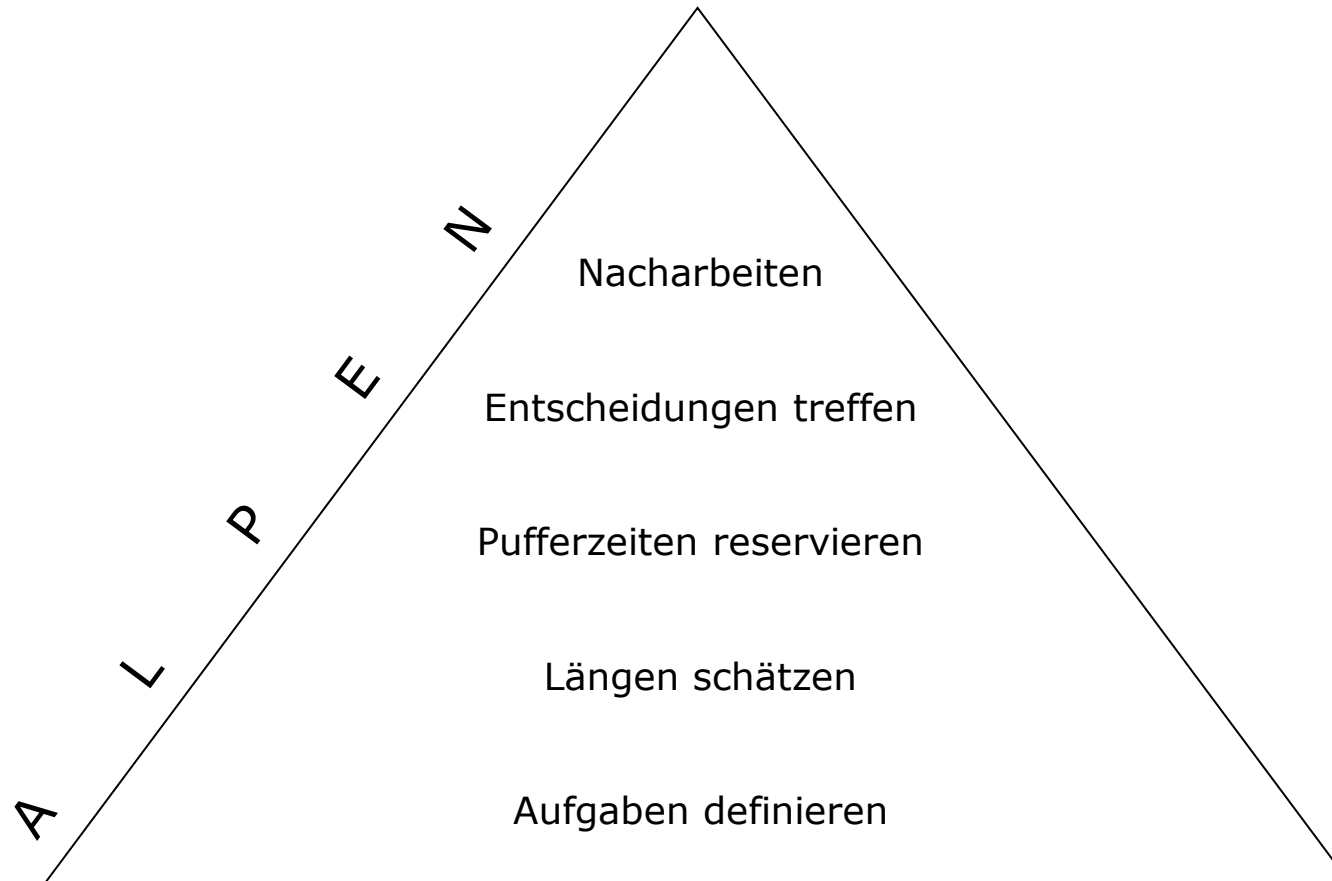 N
Nacharbeiten
E
Entscheidungen treffen
P
Pufferzeiten reservieren
L
Längen schätzen
A
Aufgaben definieren